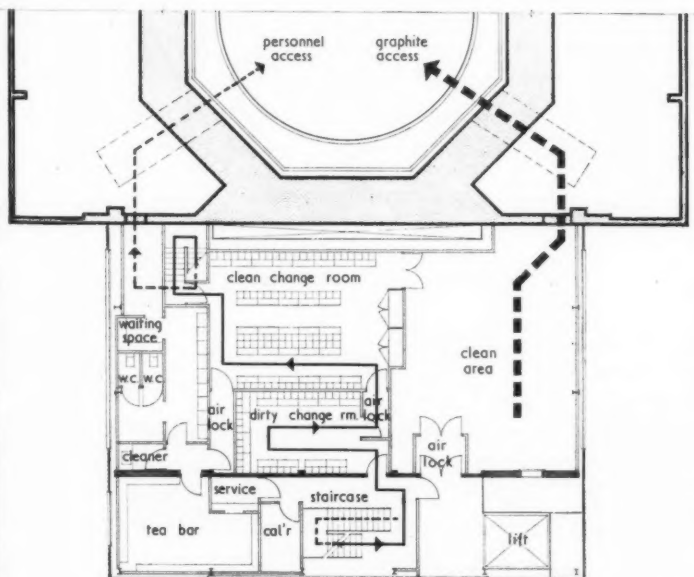 personnel
access
graphite
access
clean change room
waiting
space
clean
area
w.c.
w.c.
air
lock
dirty change rm.
air
lock
air
lock
cleaner
service
staircase
tea bar
cal'r
lift